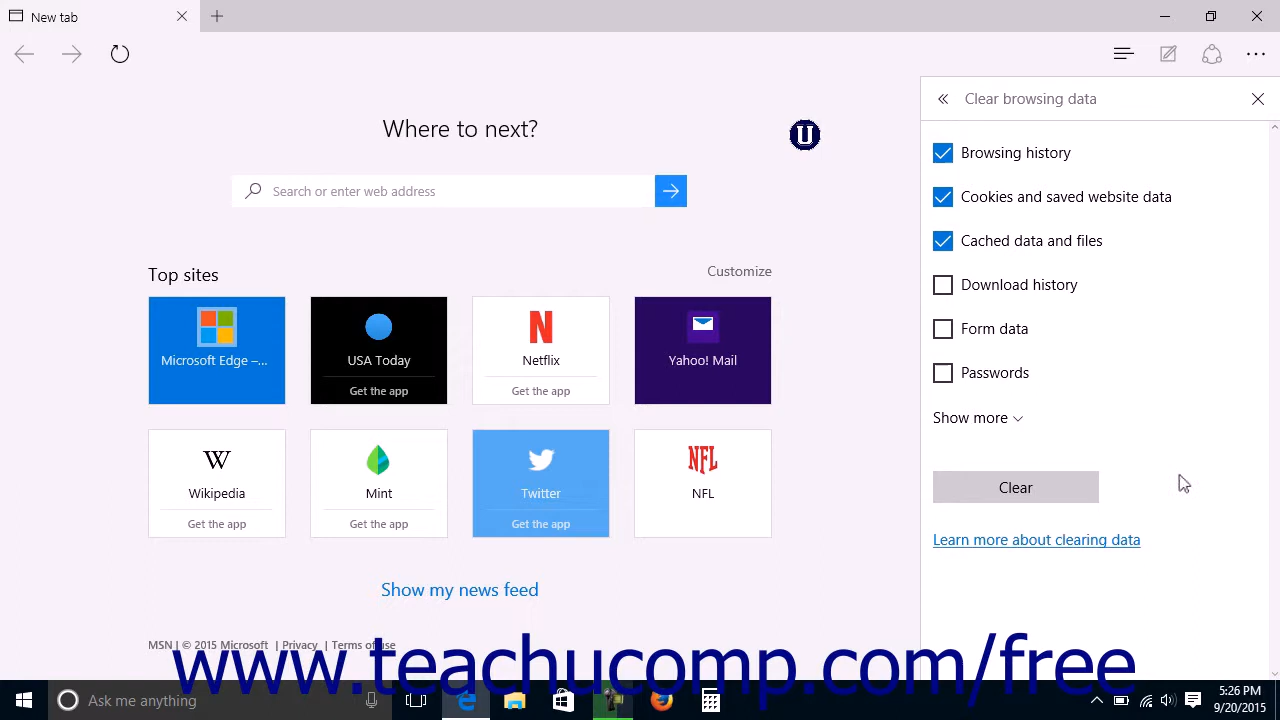 New tab
Clear browsing data
Where to next?
U
Search or enter web address
Browsing history
Cookies and saved website data
Cached data and files
Download history
Form data
Passwords
Show more
Clear
Learn more about clearing data
Top sites
Customize
Microsoft Edge –...
USA Today
Get the app
N
Netflix
Get the app
Yahoo! Mail
W
Wikipedia
Get the app
Mint
Get the app
Twitter
Get the app
NFL
NFL
Show my news feed
MSN | © 2015 Microsoft | Privacy | Terms of use
www.teachucomp.com/free
Ask me anything
5:26 PM
9/20/2015